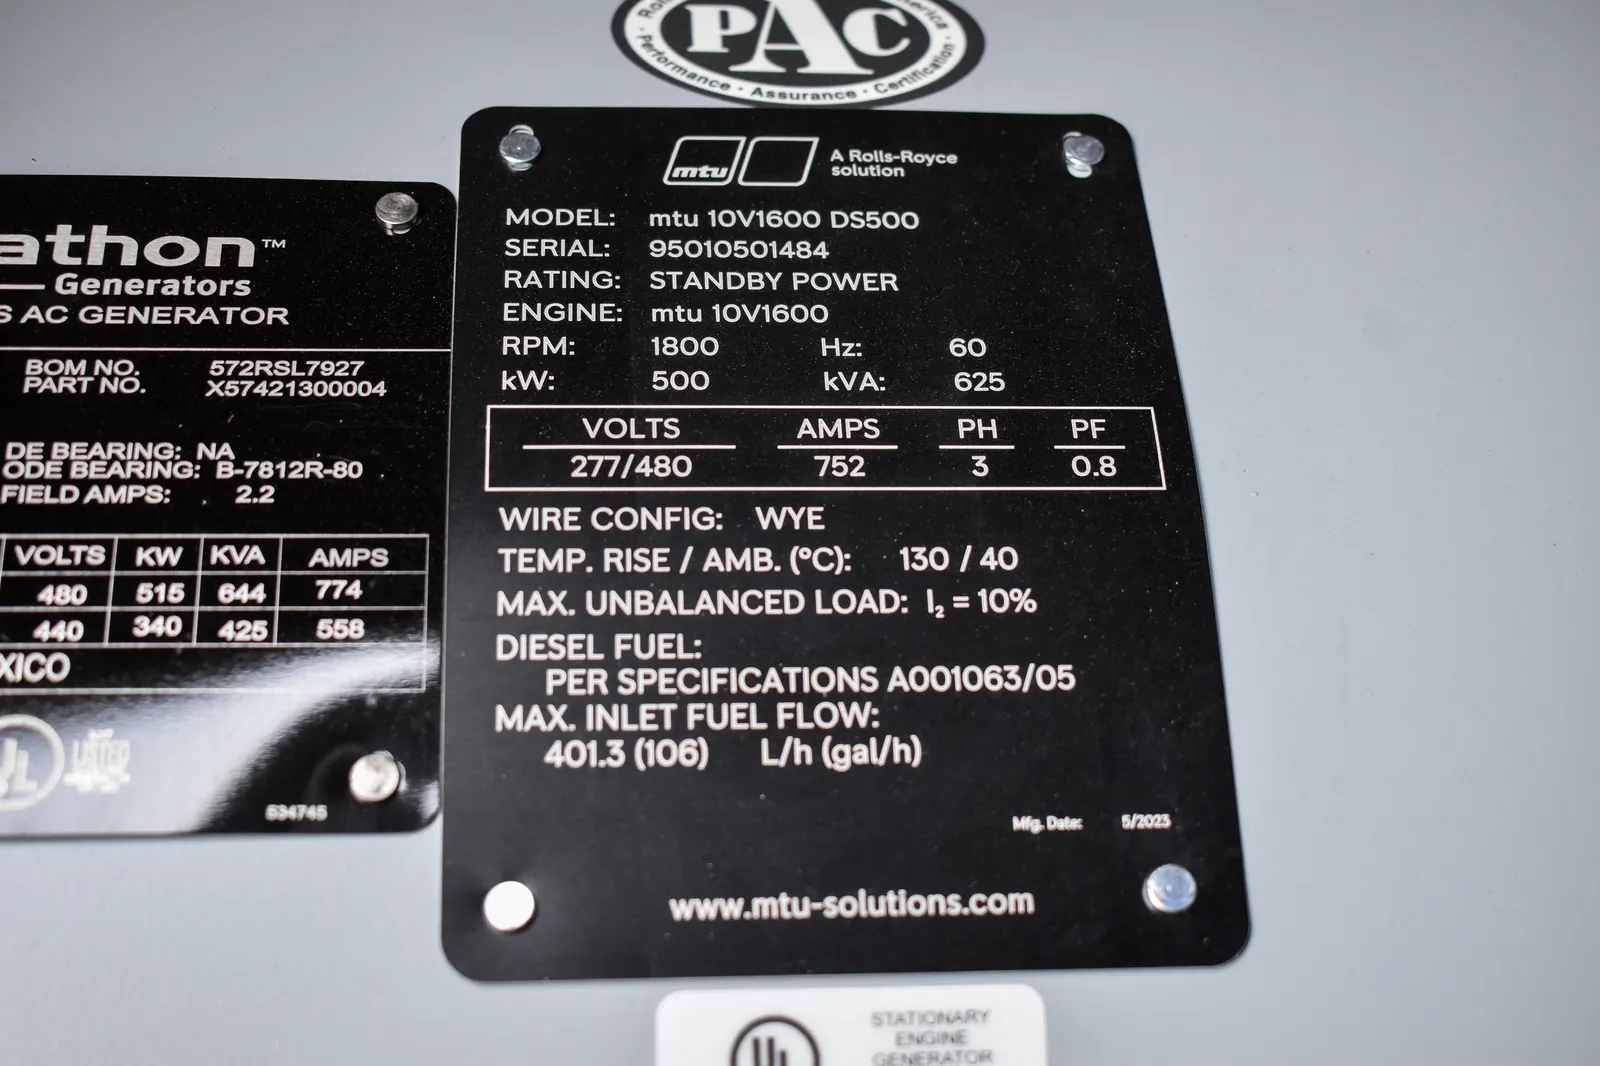 PAC
Performance · Assurance · Certification
mtu
A Rolls-Royce
solution
MODEL: mtu 10V1600 DS500
SERIAL: 95010501484
RATING: STANDBY POWER
ENGINE: mtu 10V1600
RPM: 1800 Hz: 60
kW: 500 kVA: 625
VOLTS AMPS PH PF
277/480 752 3 0.8
WIRE CONFIG: WYE
TEMP. RISE / AMB. (°C): 130 / 40
MAX. UNBALANCED LOAD: I₂ = 10%
DIESEL FUEL:
PER SPECIFICATIONS A001063/05
MAX. INLET FUEL FLOW:
401.3 (106) L/h (gal/h)
Mfg. Date: 5/2023
www.mtu-solutions.com
athon™
Generators
S AC GENERATOR
BOM NO. 572RSL7927
PART NO. X57421300004
DE BEARING: NA
ODE BEARING: B-7812R-80
FIELD AMPS: 2.2
VOLTS KW KVA AMPS
480 515 644 774
440 340 425 558
XICO
UL LISTED
534745
UL
STATIONARY
ENGINE
GENERATOR